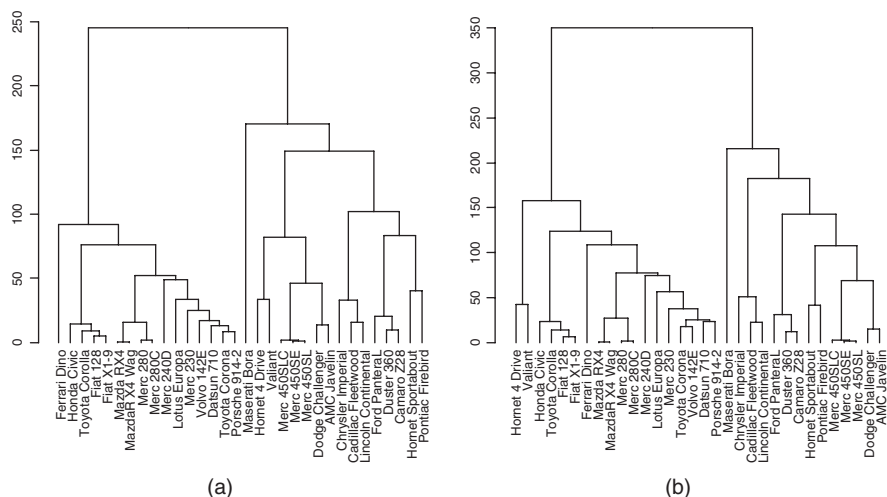 250
200
150
100
50
0
Ferrari Dino
Honda Civic
Toyota Corolla
Fiat 128
Fiat X1-9
Mazda RX4
MazdaR X4 Wag
Merc 280
Merc 280C
Merc 240D
Lotus Europa
Merc 230
Volvo 142E
Datsun 710
Toyota Corona
Porsche 914-2
Maserati Bora
Hornet 4 Drive
Valiant
Merc 450SLC
Merc 450SE
Merc 450SL
Dodge Challenger
AMC Javelin
Chrysler Imperial
Cadillac Fleetwood
Lincoln Continental
Ford PanteraL
Duster 360
Camaro Z28
Hornet Sportabout
Pontiac Firebird
(a)
350
300
250
200
150
100
50
0
Hornet 4 Drive
Valiant
Honda Civic
Toyota Corolla
Fiat 128
Fiat X1-9
Ferrari Dino
Mazda RX4
MazdaR X4 Wag
Merc 280
Merc 280C
Merc 240D
Lotus Europa
Merc 230
Toyota Corona
Volvo 142E
Datsun 710
Porsche 914-2
Maserati Bora
Chrysler Imperial
Cadillac Fleetwood
Lincoln Continental
Ford PanteraL
Duster 360
Camaro Z28
Hornet Sportabout
Pontiac Firebird
Merc 450SLC
Merc 450SE
Merc 450SL
Dodge Challenger
AMC Javelin
(b)